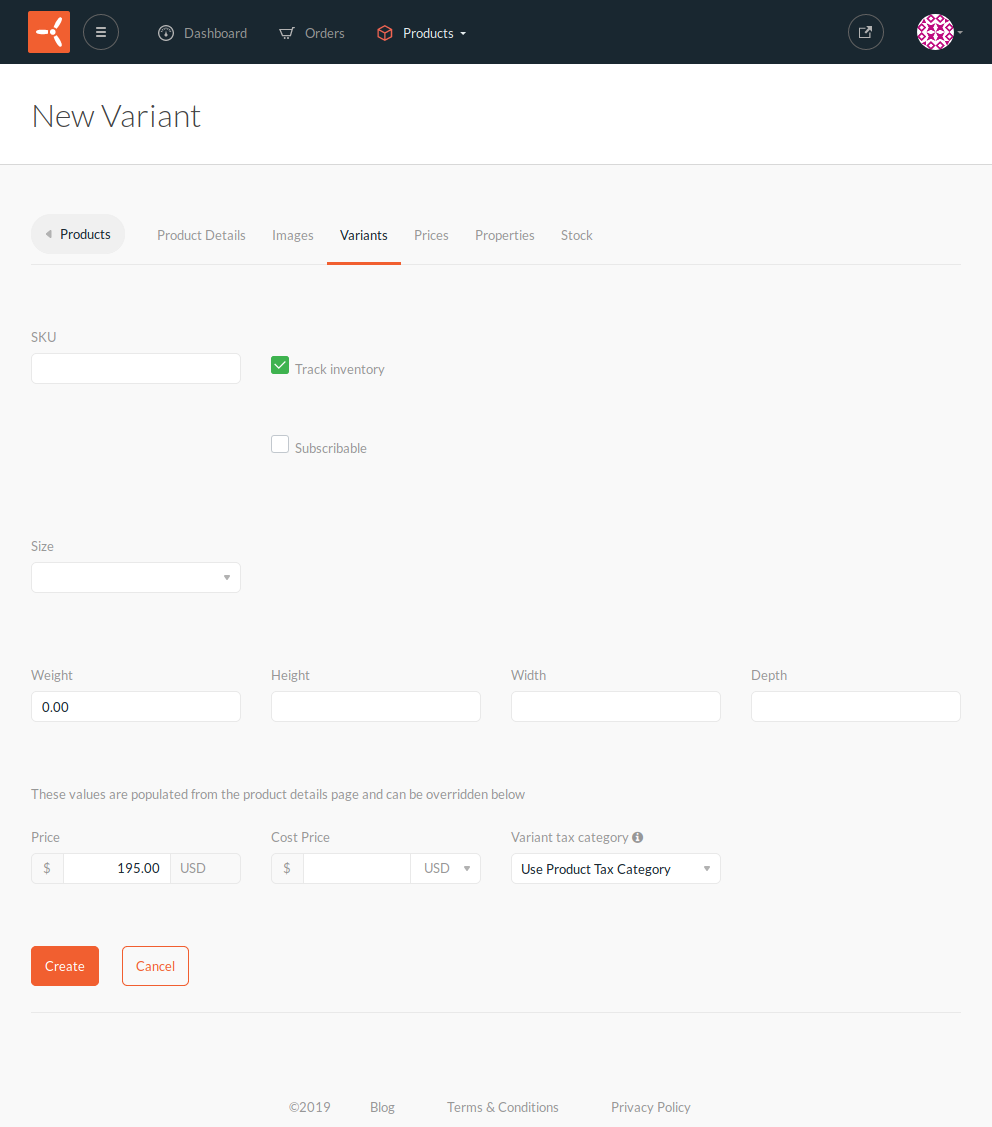 Dashboard Orders Products
New Variant
Products Product Details Images Variants Prices Properties Stock
SKU
Track inventory
Subscribable
Size
Weight Height Width Depth
0.00
These values are populated from the product details page and can be overridden below
Price Cost Price Variant tax category
$ 195.00 USD $ USD Use Product Tax Category
Create Cancel
©2019 Blog Terms & Conditions Privacy Policy